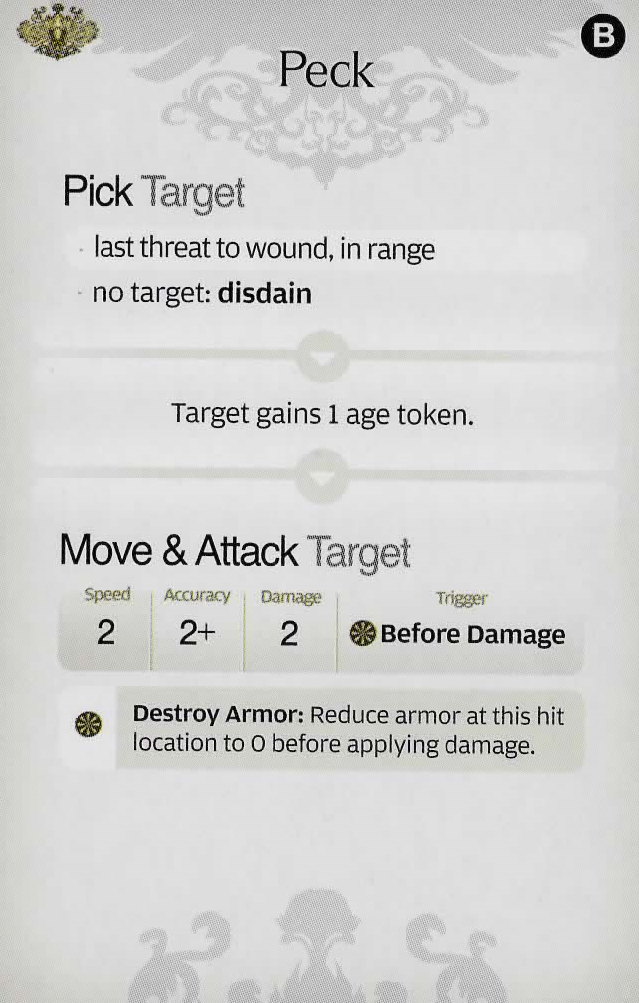 B
Peck
Pick Target
· last threat to wound, in range
· no target: disdain
Target gains 1 age token.
Move & Attack Target
Speed Accuracy Damage Trigger
2 2+ 2 Before Damage
Destroy Armor: Reduce armor at this hit
location to 0 before applying damage.